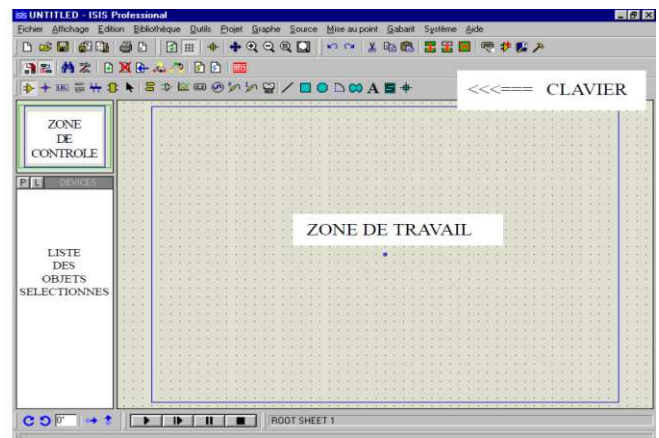 UNTITLED - ISIS Professional
Fichier Affichage Edition Bibliothèque Outils Projet Graphe Source Mise au point Gabarit Système Aide
<<<=== CLAVIER
ZONE
DE
CONTROLE
P L DEVICES
ZONE DE TRAVAIL
LISTE
DES
OBJETS
SELECTIONNES
ROOT SHEET 1